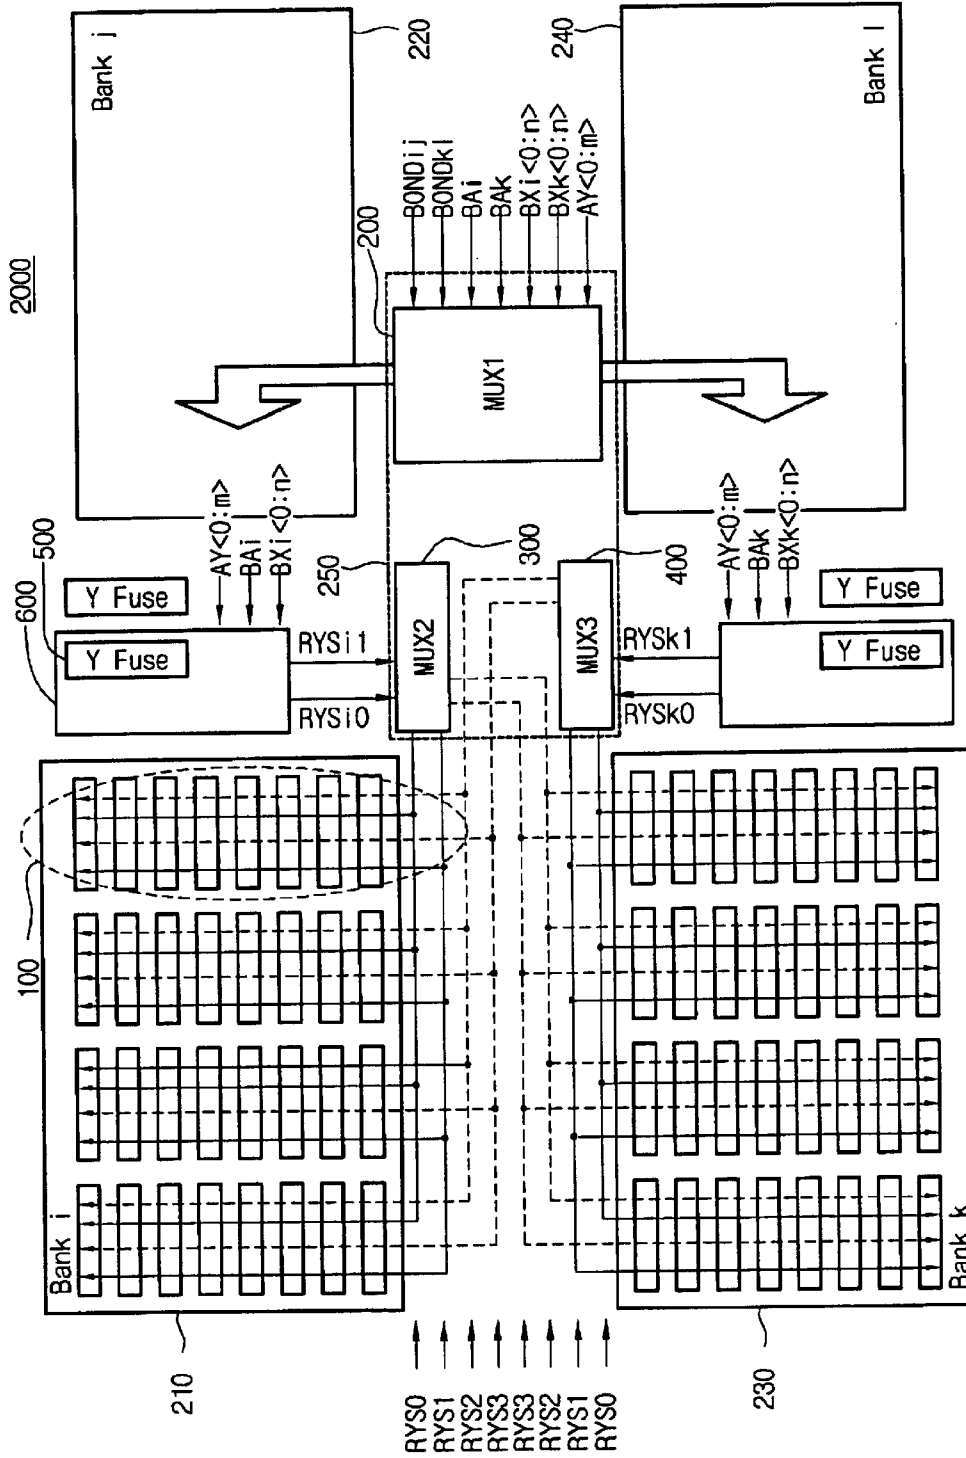 2000
Bank j
220
240
Bank l
BONDij
BONDkl
BAi
BAk
BXi<0:n>
BXk<0:n>
AY<0:m>
200
MUX1
AY<0:m>
BAi
BXi<0:n>
AY<0:m>
BAk
BXk<0:n>
600
500
Y Fuse
Y Fuse
250
300
MUX2
RYSi1
RYSi0
400
MUX3
RYSk1
RYSk0
Y Fuse
Y Fuse
100
Bank i
210
Bank k
230
RYS0
RYS1
RYS2
RYS3
RYS3
RYS2
RYS1
RYS0